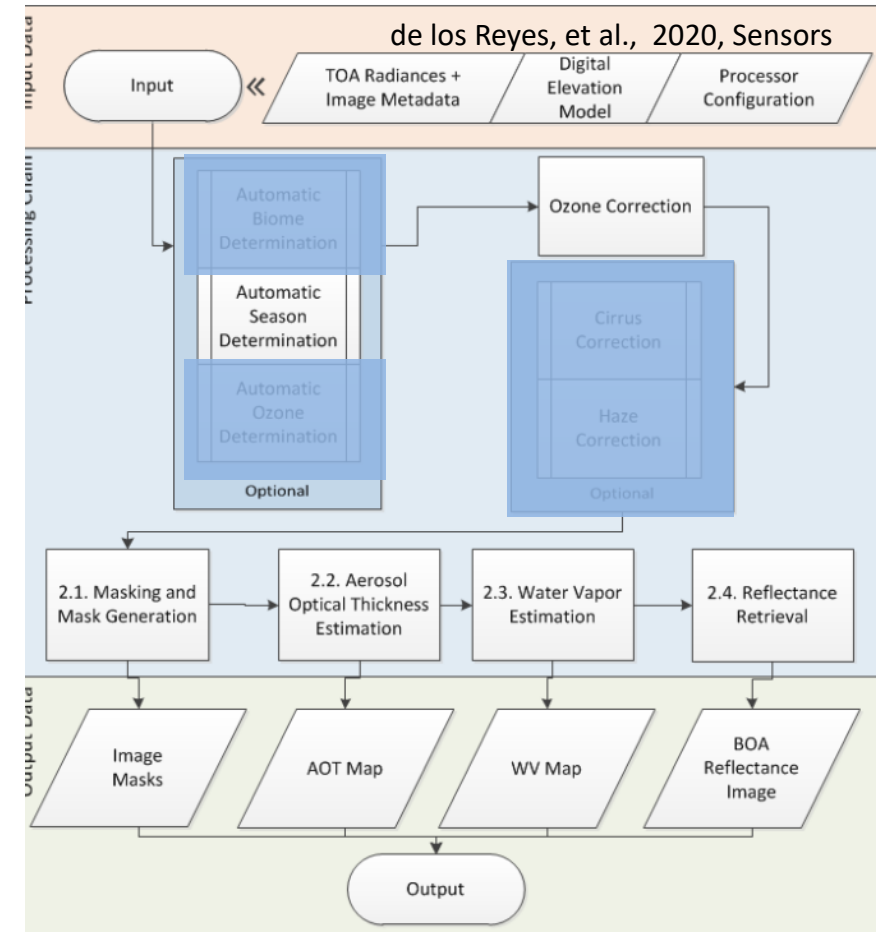 de los Reyes, et al., 2020, Sensors
Input Data
Input
«
TOA Radiances +
Image Metadata
Digital
Elevation
Model
Processor
Configuration
Processing Chain
Automatic
Biome
Determination
Automatic
Season
Determination
Automatic
Ozone
Determination
Optional
Ozone Correction
Cirrus
Correction
Haze
Correction
Optional
2.1. Masking and
Mask Generation
2.2. Aerosol
Optical Thickness
Estimation
2.3. Water Vapor
Estimation
2.4. Reflectance
Retrieval
Output Data
Image
Masks
AOT Map
WV Map
BOA
Reflectance
Image
Output